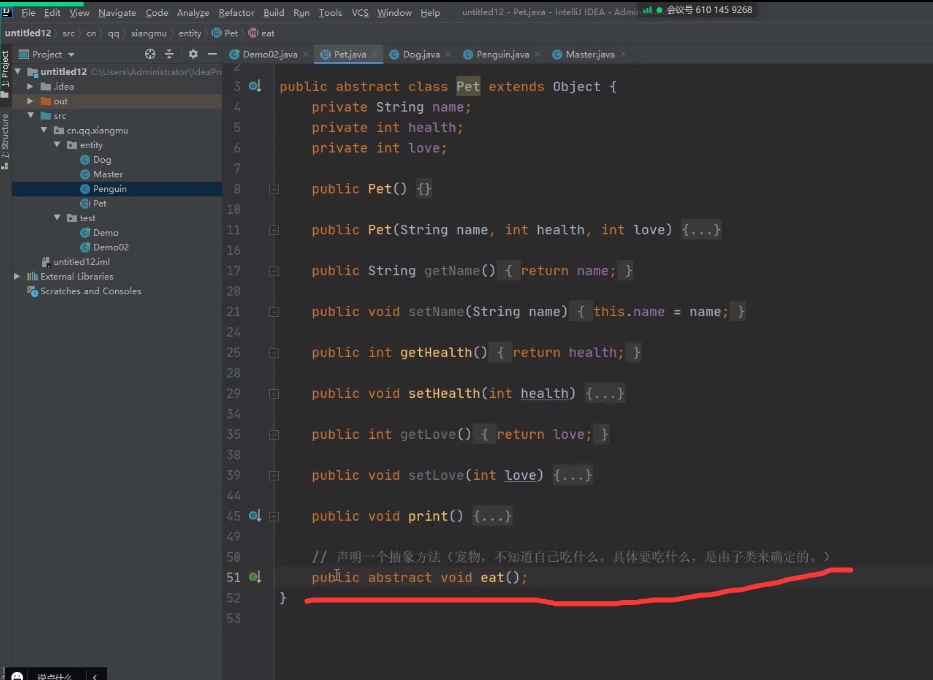 File Edit View Navigate Code Analyze Refactor Build Run Tools VCS Window Help untitled12 - Pet.java - IntelliJ IDEA - Admin 会议号 610 145 9268
untitled12 › src › cn › qq › xiangmu › entity › Pet › eat
Project
Demo02.java × Pet.java × Dog.java × Penguin.java × Master.java ×
1: Project
Z: Structure
untitled12 C:\Users\Administrator\IdeaPro
.idea
out
src
cn.qq.xiangmu
entity
Dog
Master
Penguin
Pet
test
Demo
Demo02
untitled12.iml
External Libraries
Scratches and Consoles
2
3 public abstract class Pet extends Object {
4 private String name;
5 private int health;
6 private int love;
7
8 public Pet() {}
10
11 public Pet(String name, int health, int love) {...}
16
17 public String getName() { return name; }
20
21 public void setName(String name) { this.name = name; }
24
25 public int getHealth() { return health; }
28
29 public void setHealth(int health) {...}
34
35 public int getLove() { return love; }
38
39 public void setLove(int love) {...}
44
45 public void print() {...}
49
50 // 声明一个抽象方法（宠物，不知道自己吃什么。具体要吃什么，是由子类来确定的。）
51 public abstract void eat();
52 }
53
说点什么